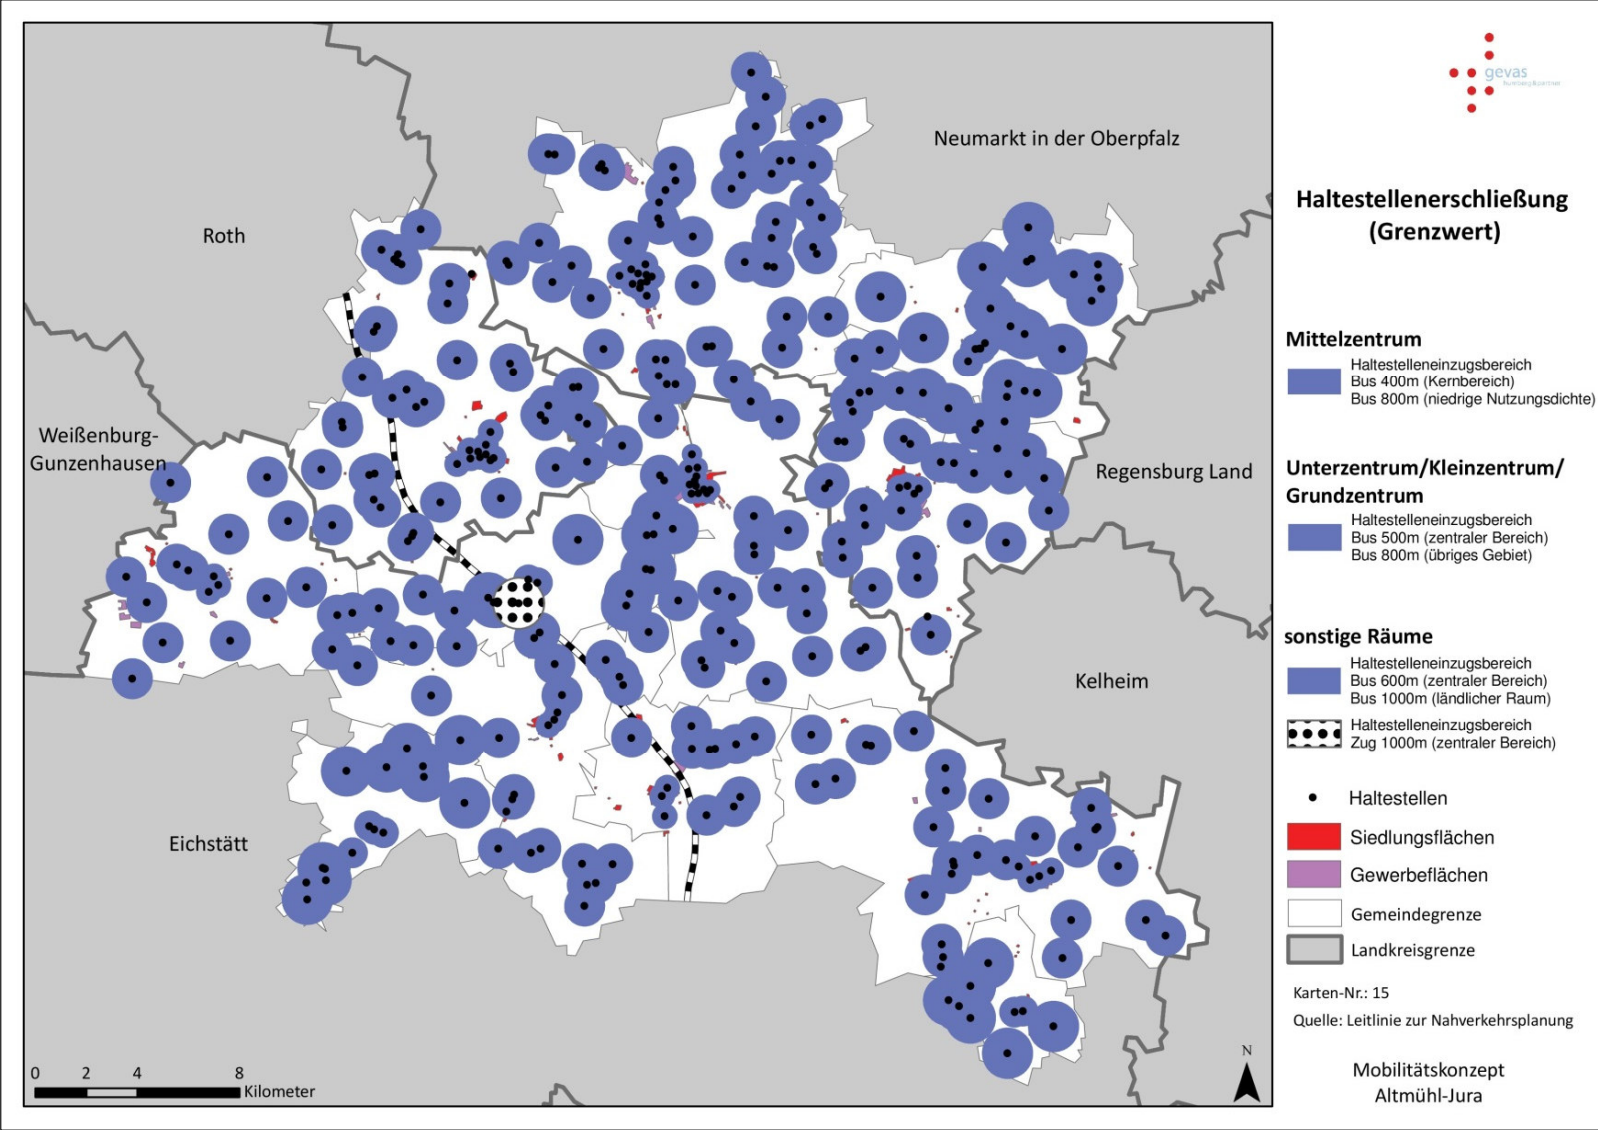 gevas
Neumarkt in der Oberpfalz
Roth
Weißenburg-
Gunzenhausen
Regensburg Land
Kelheim
Eichstätt
0 2 4 8
Kilometer
N
Haltestellenerschließung
(Grenzwert)
Mittelzentrum
Haltestelleneinzugsbereich
Bus 400m (Kernbereich)
Bus 800m (niedrige Nutzungsdichte)
Unterzentrum/Kleinzentrum/
Grundzentrum
Haltestelleneinzugsbereich
Bus 500m (zentraler Bereich)
Bus 800m (übriges Gebiet)
sonstige Räume
Haltestelleneinzugsbereich
Bus 600m (zentraler Bereich)
Bus 1000m (ländlicher Raum)
Haltestelleneinzugsbereich
Zug 1000m (zentraler Bereich)
Haltestellen
Siedlungsflächen
Gewerbeflächen
Gemeindegrenze
Landkreisgrenze
Karten-Nr.: 15
Quelle: Leitlinie zur Nahverkehrsplanung
Mobilitätskonzept
Altmühl-Jura